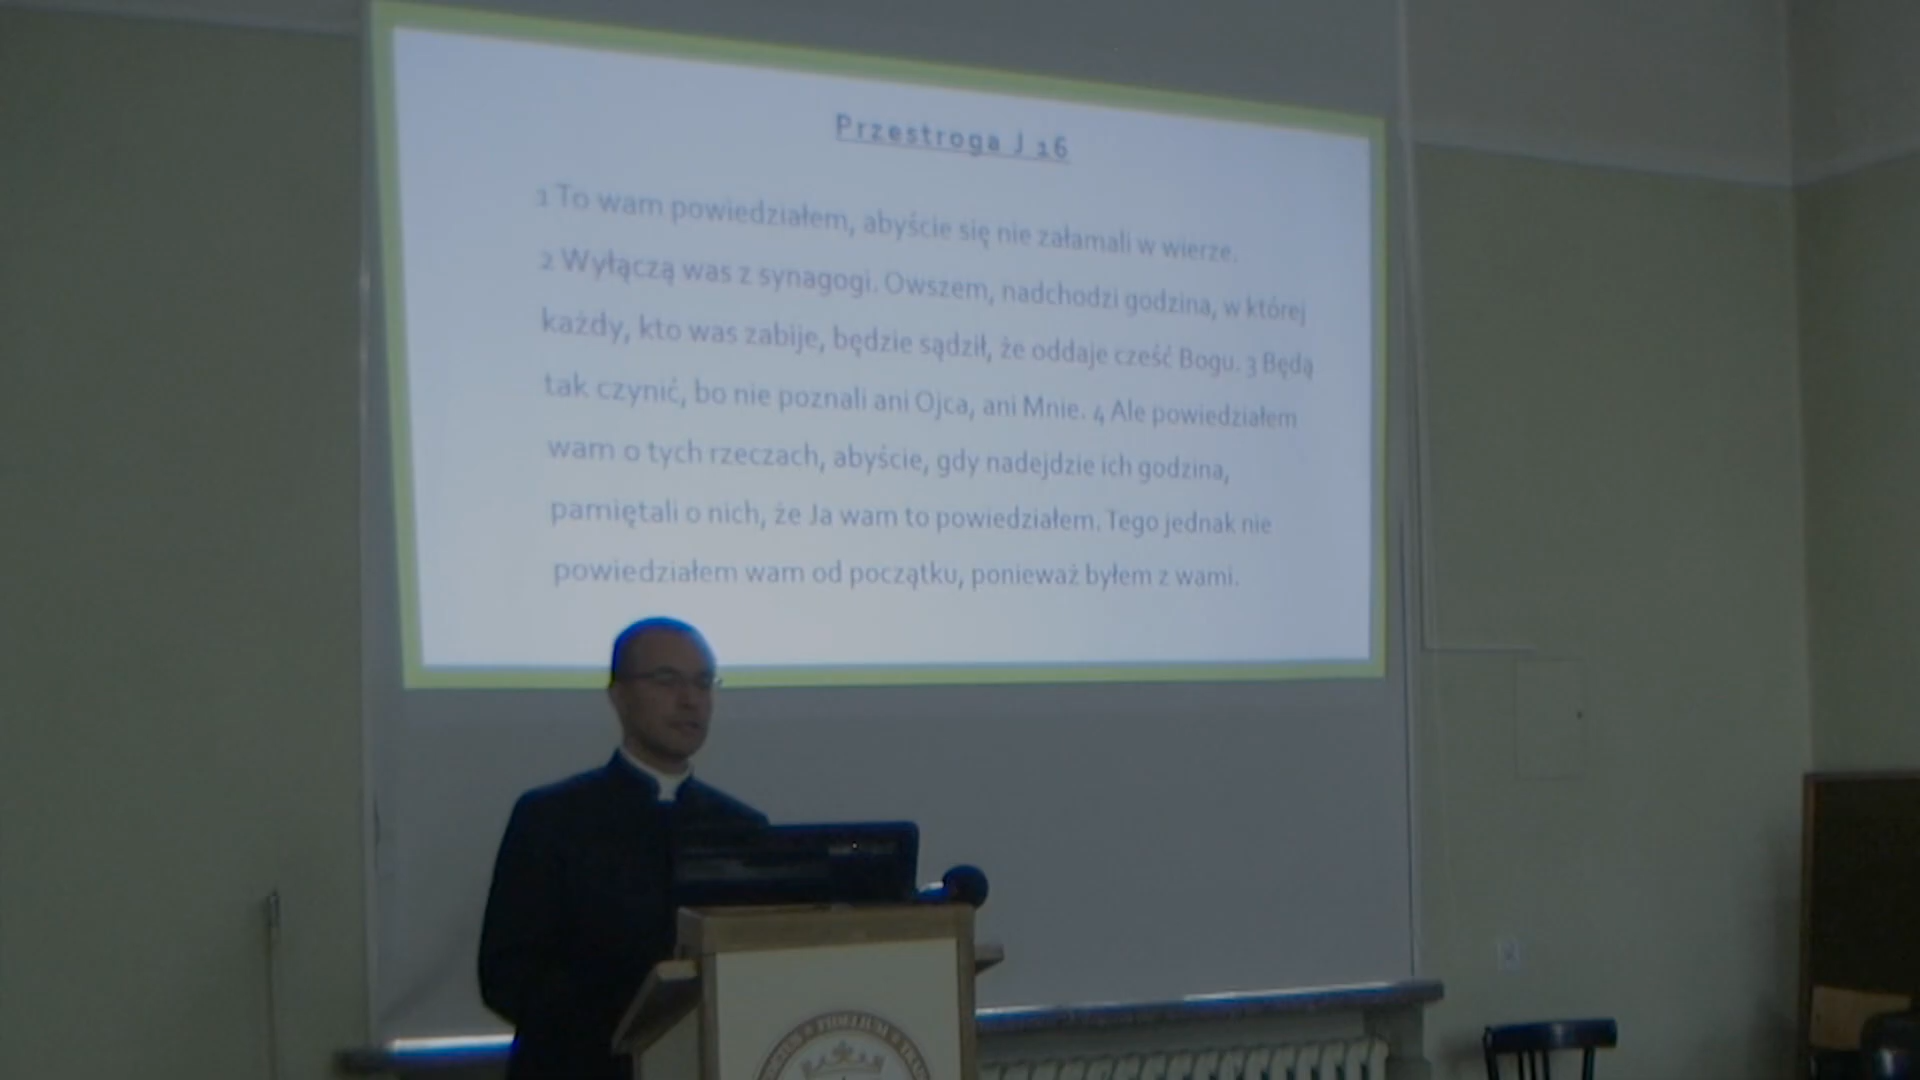 Przestroga J 16
1 To wam powiedziałem, abyście się nie załamali w wierze.
2 Wyłączą was z synagogi. Owszem, nadchodzi godzina, w której
każdy, kto was zabije, będzie sądził, że oddaje cześć Bogu. 3 Będą
tak czynić, bo nie poznali ani Ojca, ani Mnie. 4 Ale powiedziałem
wam o tych rzeczach, abyście, gdy nadejdzie ich godzina,
pamiętali o nich, że Ja wam to powiedziałem. Tego jednak nie
powiedziałem wam od początku, ponieważ byłem z wami.
FIDELIUM